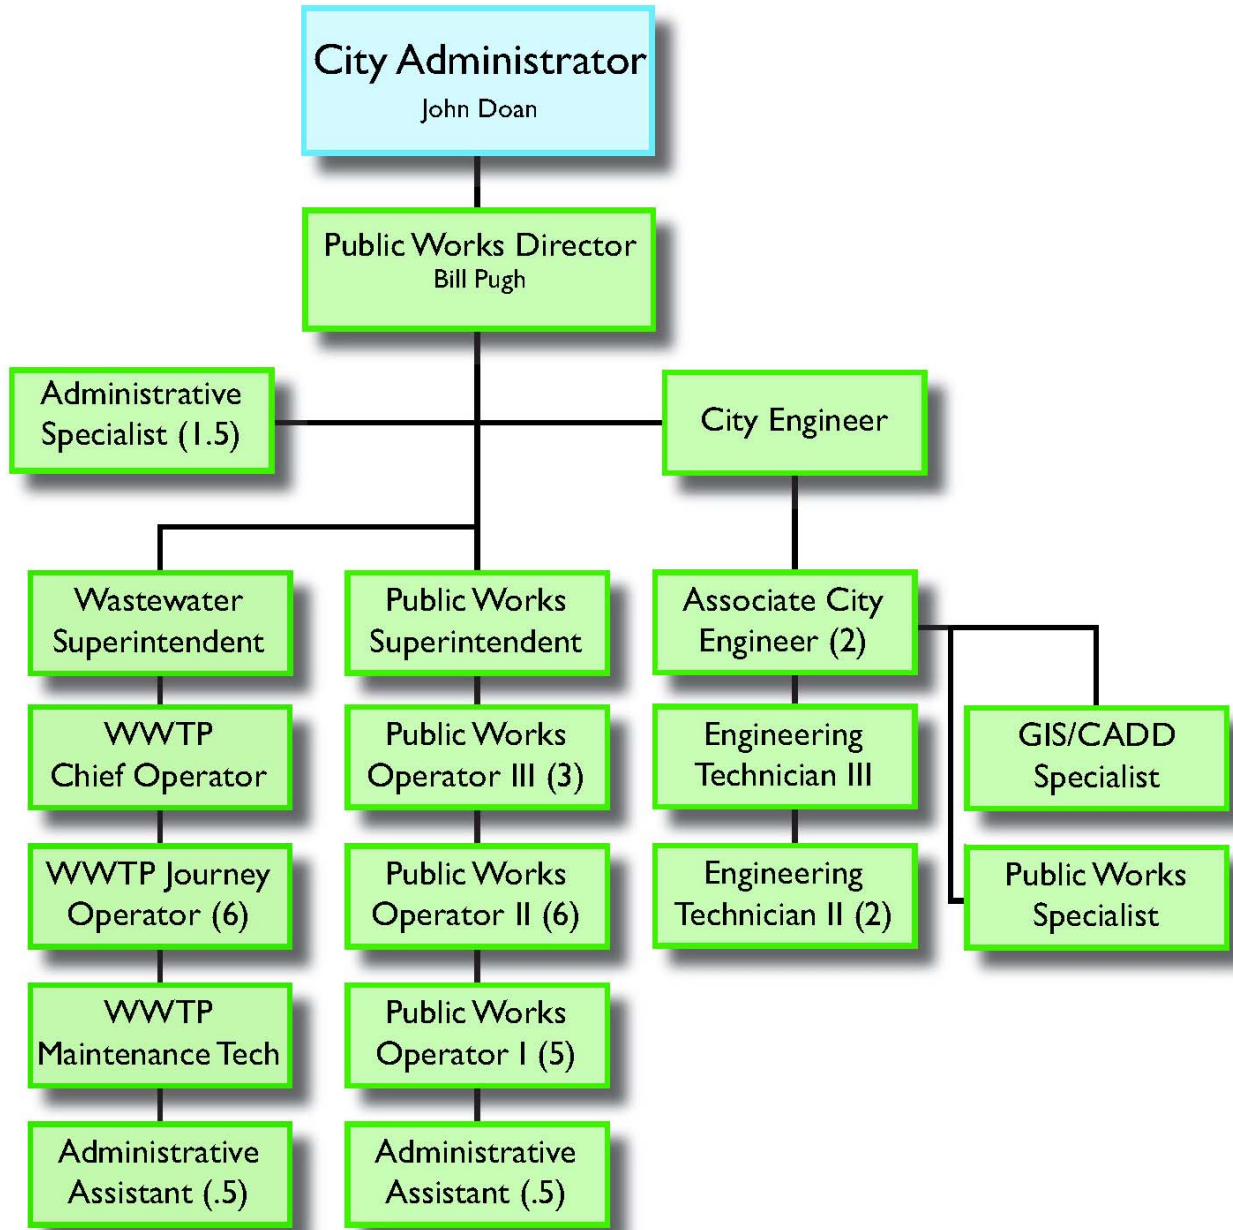 City Administrator
John Doan
Public Works Director
Bill Pugh
Administrative
Specialist (1.5)
City Engineer
Wastewater
Superintendent
Public Works
Superintendent
Associate City
Engineer (2)
WWTP
Chief Operator
Public Works
Operator III (3)
Engineering
Technician III
GIS/CADD
Specialist
WWTP Journey
Operator (6)
Public Works
Operator II (6)
Engineering
Technician II (2)
Public Works
Specialist
WWTP
Maintenance Tech
Public Works
Operator I (5)
Administrative
Assistant (.5)
Administrative
Assistant (.5)